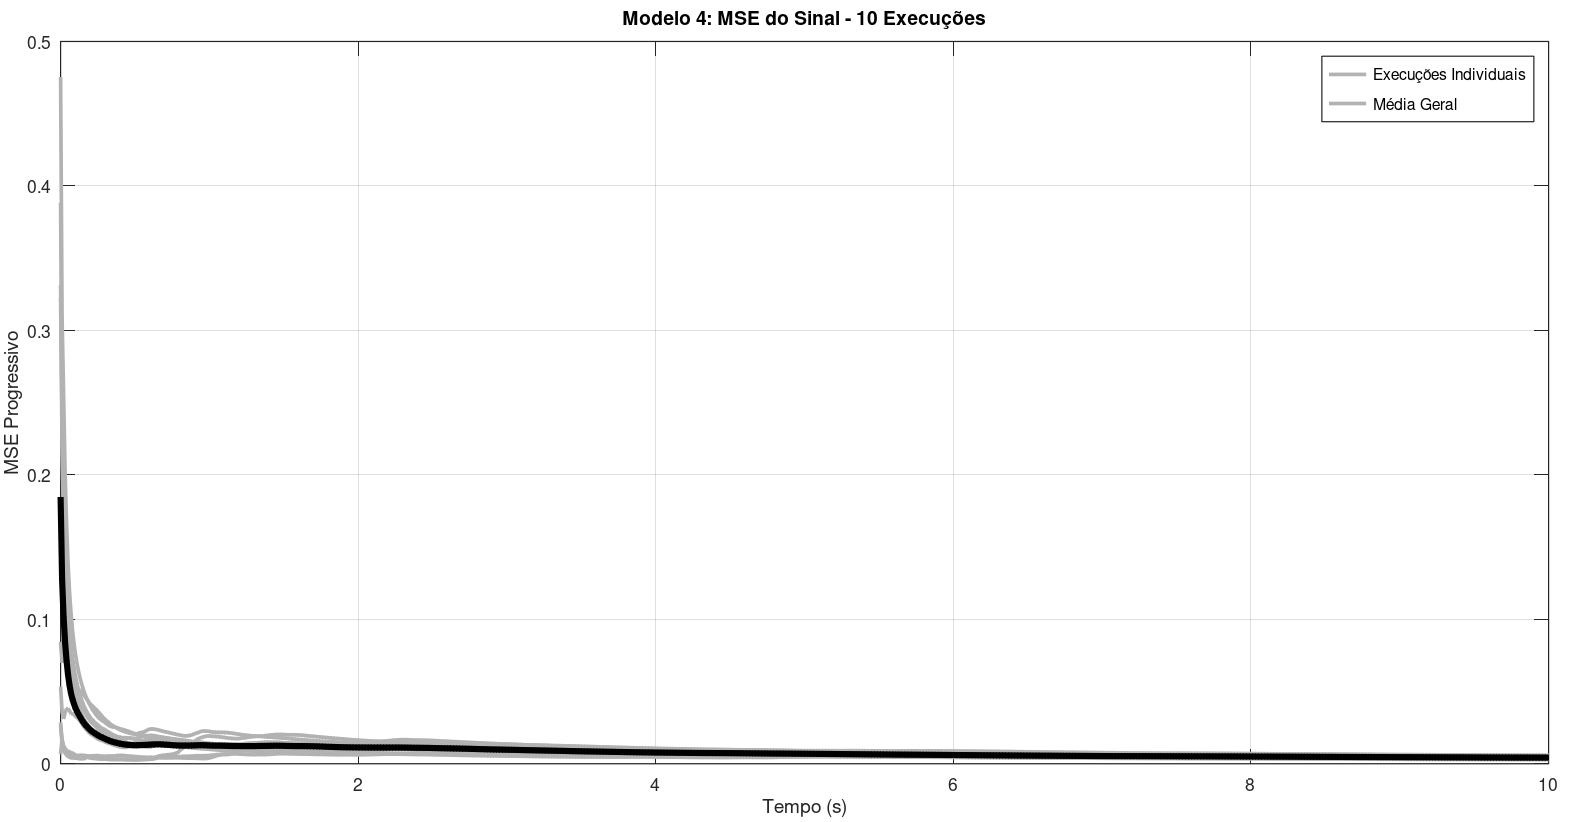 Modelo 4: MSE do Sinal - 10 Execuções
Execuções Individuais
Média Geral
MSE Progressivo
0.5
0.4
0.3
0.2
0.1
0
0 2 4 6 8 10
Tempo (s)